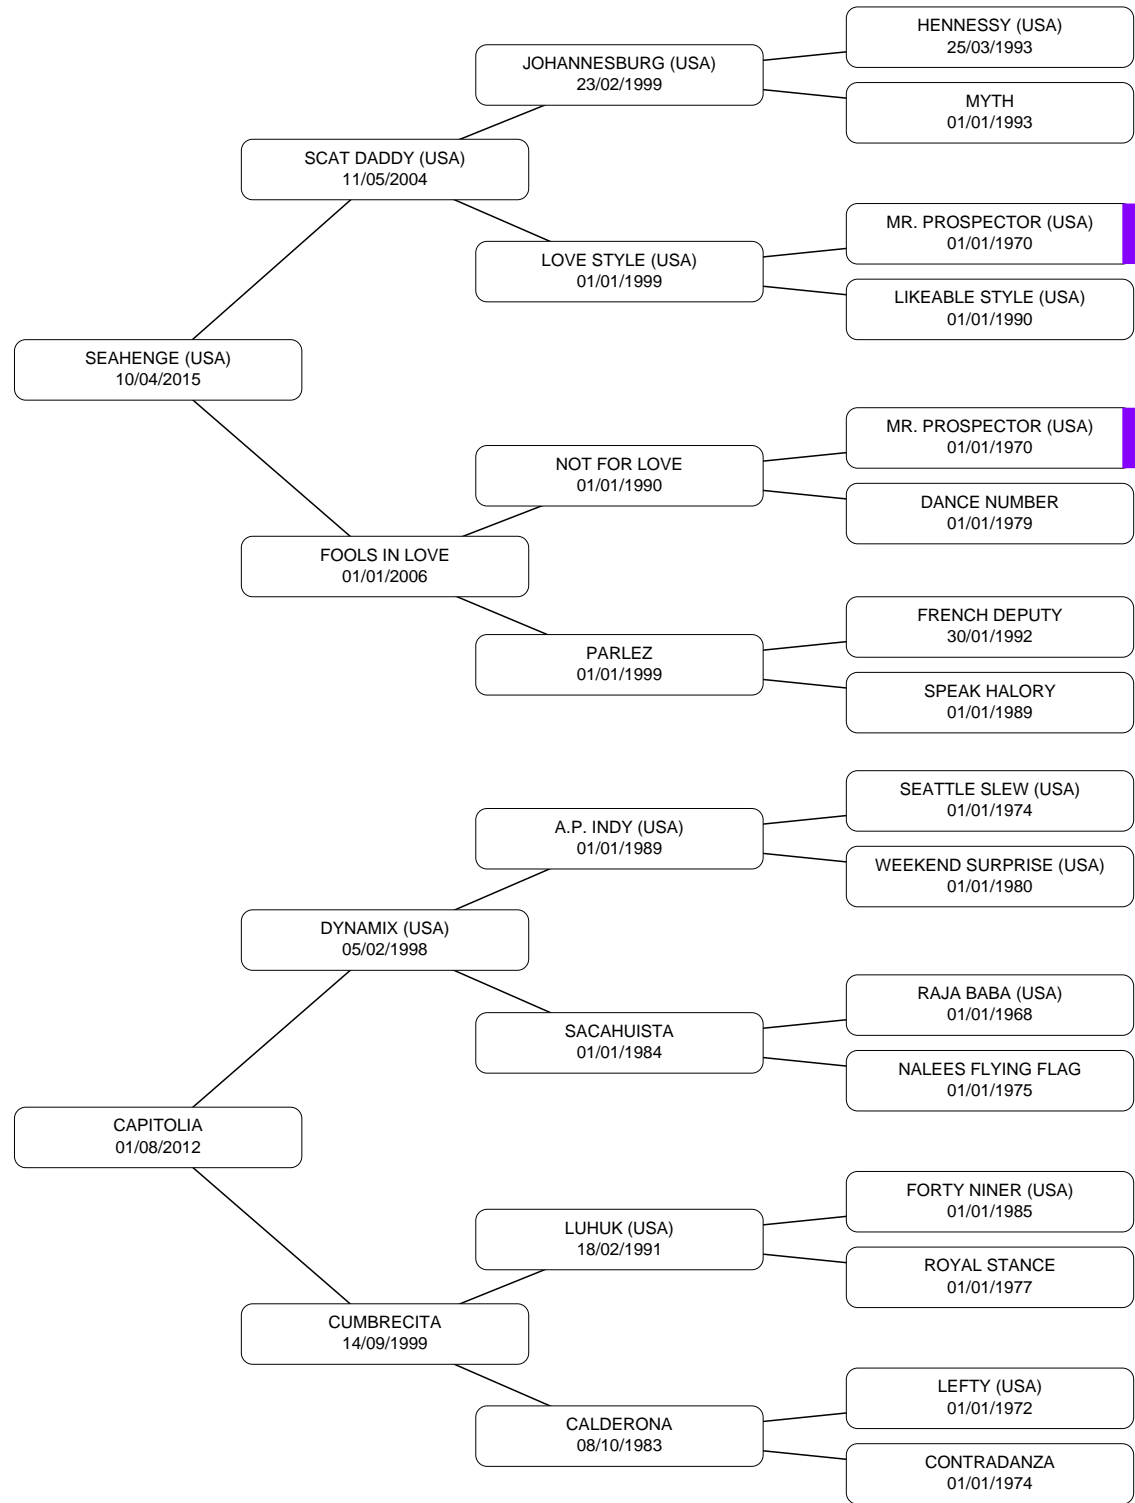 HENNESSY (USA)
25/03/1993
JOHANNESBURG (USA)
23/02/1999
MYTH
01/01/1993
SCAT DADDY (USA)
11/05/2004
MR. PROSPECTOR (USA)
01/01/1970
LOVE STYLE (USA)
01/01/1999
LIKEABLE STYLE (USA)
01/01/1990
SEAHENGE (USA)
10/04/2015
MR. PROSPECTOR (USA)
01/01/1970
NOT FOR LOVE
01/01/1990
DANCE NUMBER
01/01/1979
FOOLS IN LOVE
01/01/2006
FRENCH DEPUTY
30/01/1992
PARLEZ
01/01/1999
SPEAK HALORY
01/01/1989
SEATTLE SLEW (USA)
01/01/1974
A.P. INDY (USA)
01/01/1989
WEEKEND SURPRISE (USA)
01/01/1980
DYNAMIX (USA)
05/02/1998
RAJA BABA (USA)
01/01/1968
SACAHUISTA
01/01/1984
NALEES FLYING FLAG
01/01/1975
CAPITOLIA
01/08/2012
FORTY NINER (USA)
01/01/1985
LUHUK (USA)
18/02/1991
ROYAL STANCE
01/01/1977
CUMBRECITA
14/09/1999
LEFTY (USA)
01/01/1972
CALDERONA
08/10/1983
CONTRADANZA
01/01/1974